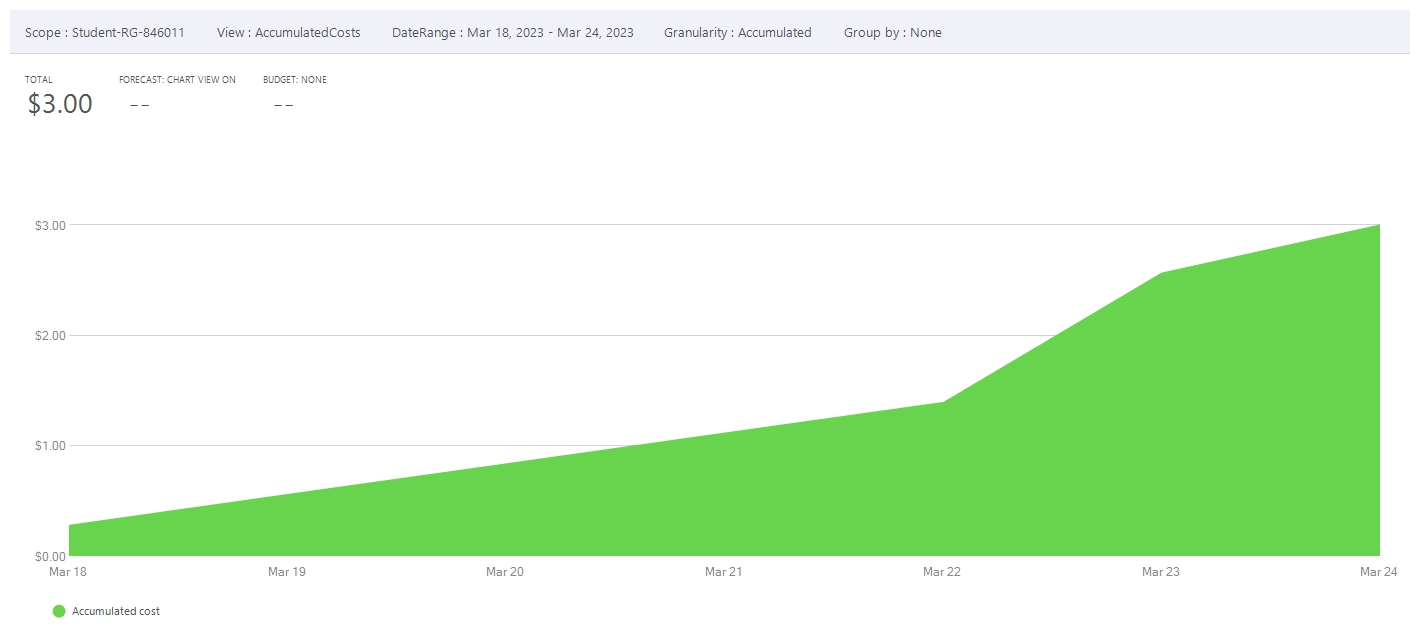 Scope : Student-RG-846011 View : AccumulatedCosts DateRange : Mar 18, 2023 - Mar 24, 2023 Granularity : Accumulated Group by : None
TOTAL FORECAST: CHART VIEW ON BUDGET: NONE
$3.00 -- --
$3.00
$2.00
$1.00
$0.00
Mar 18 Mar 19 Mar 20 Mar 21 Mar 22 Mar 23 Mar 24
Accumulated cost